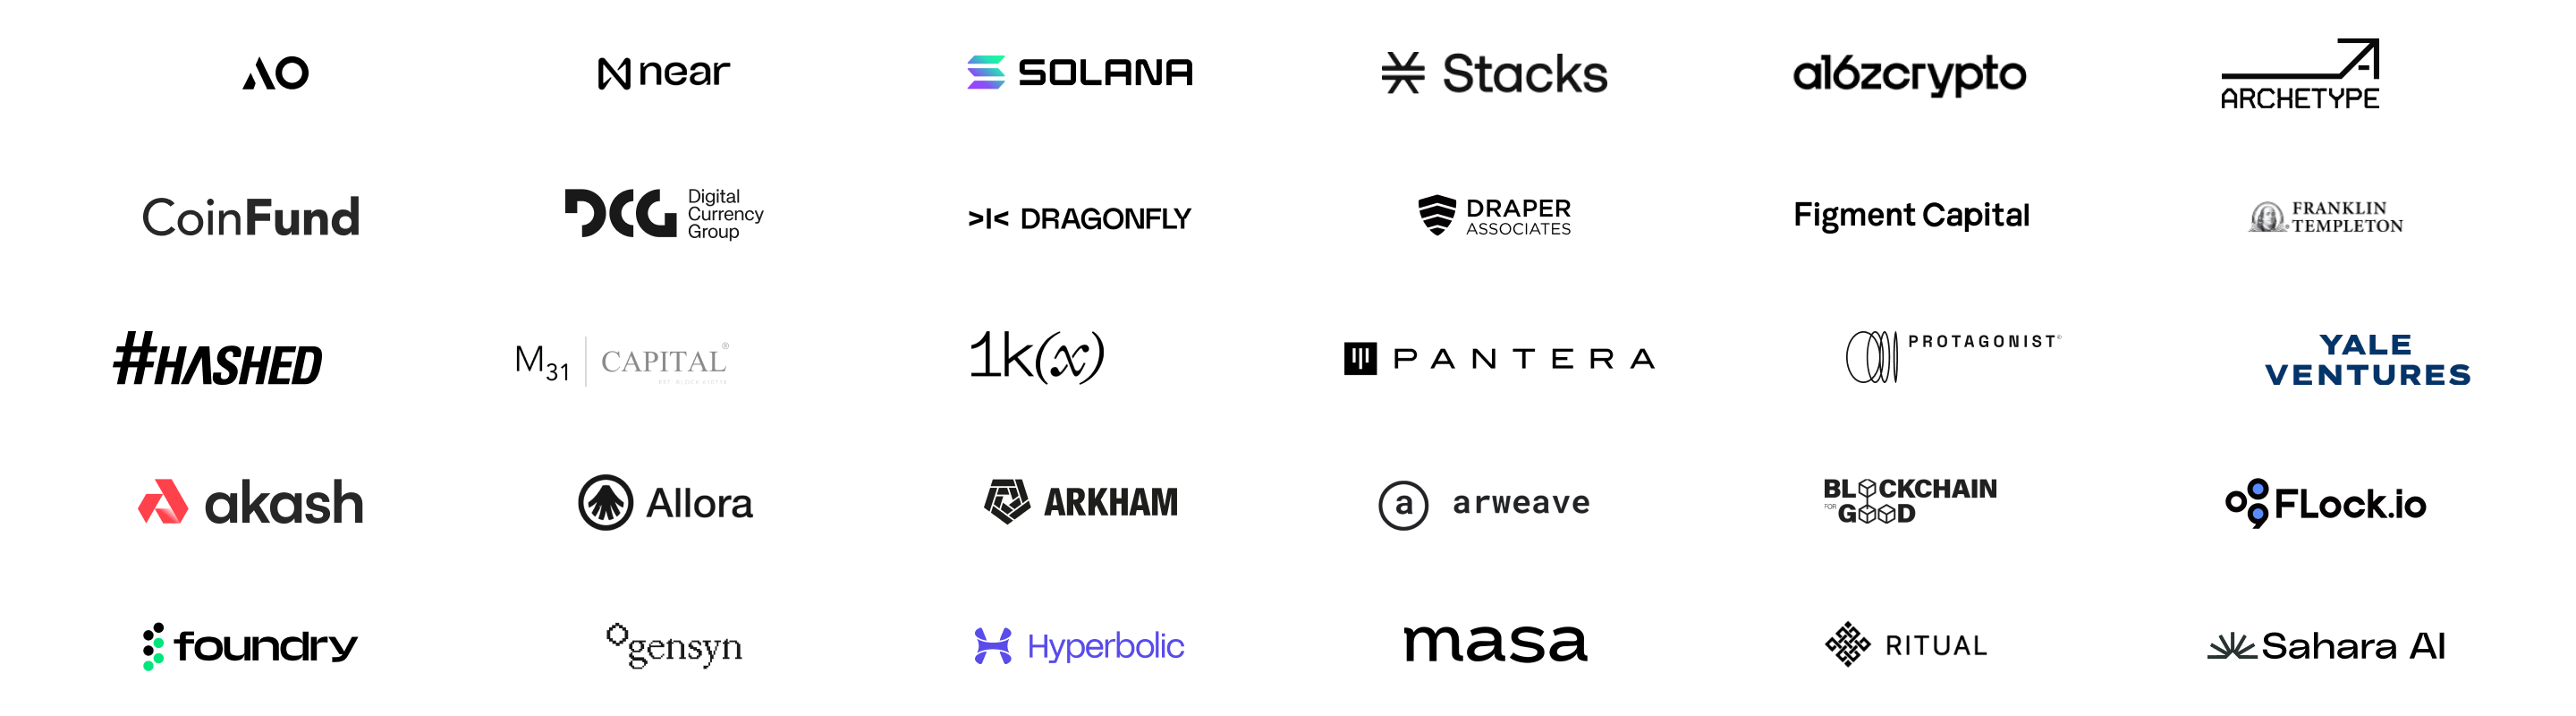 AO
near
SOLANA
Stacks
a16zcrypto
ARCHETYPE
CoinFund
DCG Digital
Currency
Group
DRAGONFLY
DRAPER
ASSOCIATES
Figment Capital
FRANKLIN
TEMPLETON
#HASHED
M31 CAPITAL®
1k(x)
PANTERA
PROTAGONIST®
YALE
VENTURES
akash
Allora
ARKHAM
a arweave
BLOCKCHAIN
FOR GOOD
FLock.io
foundry
gensyn
Hyperbolic
masa
RITUAL
Sahara AI